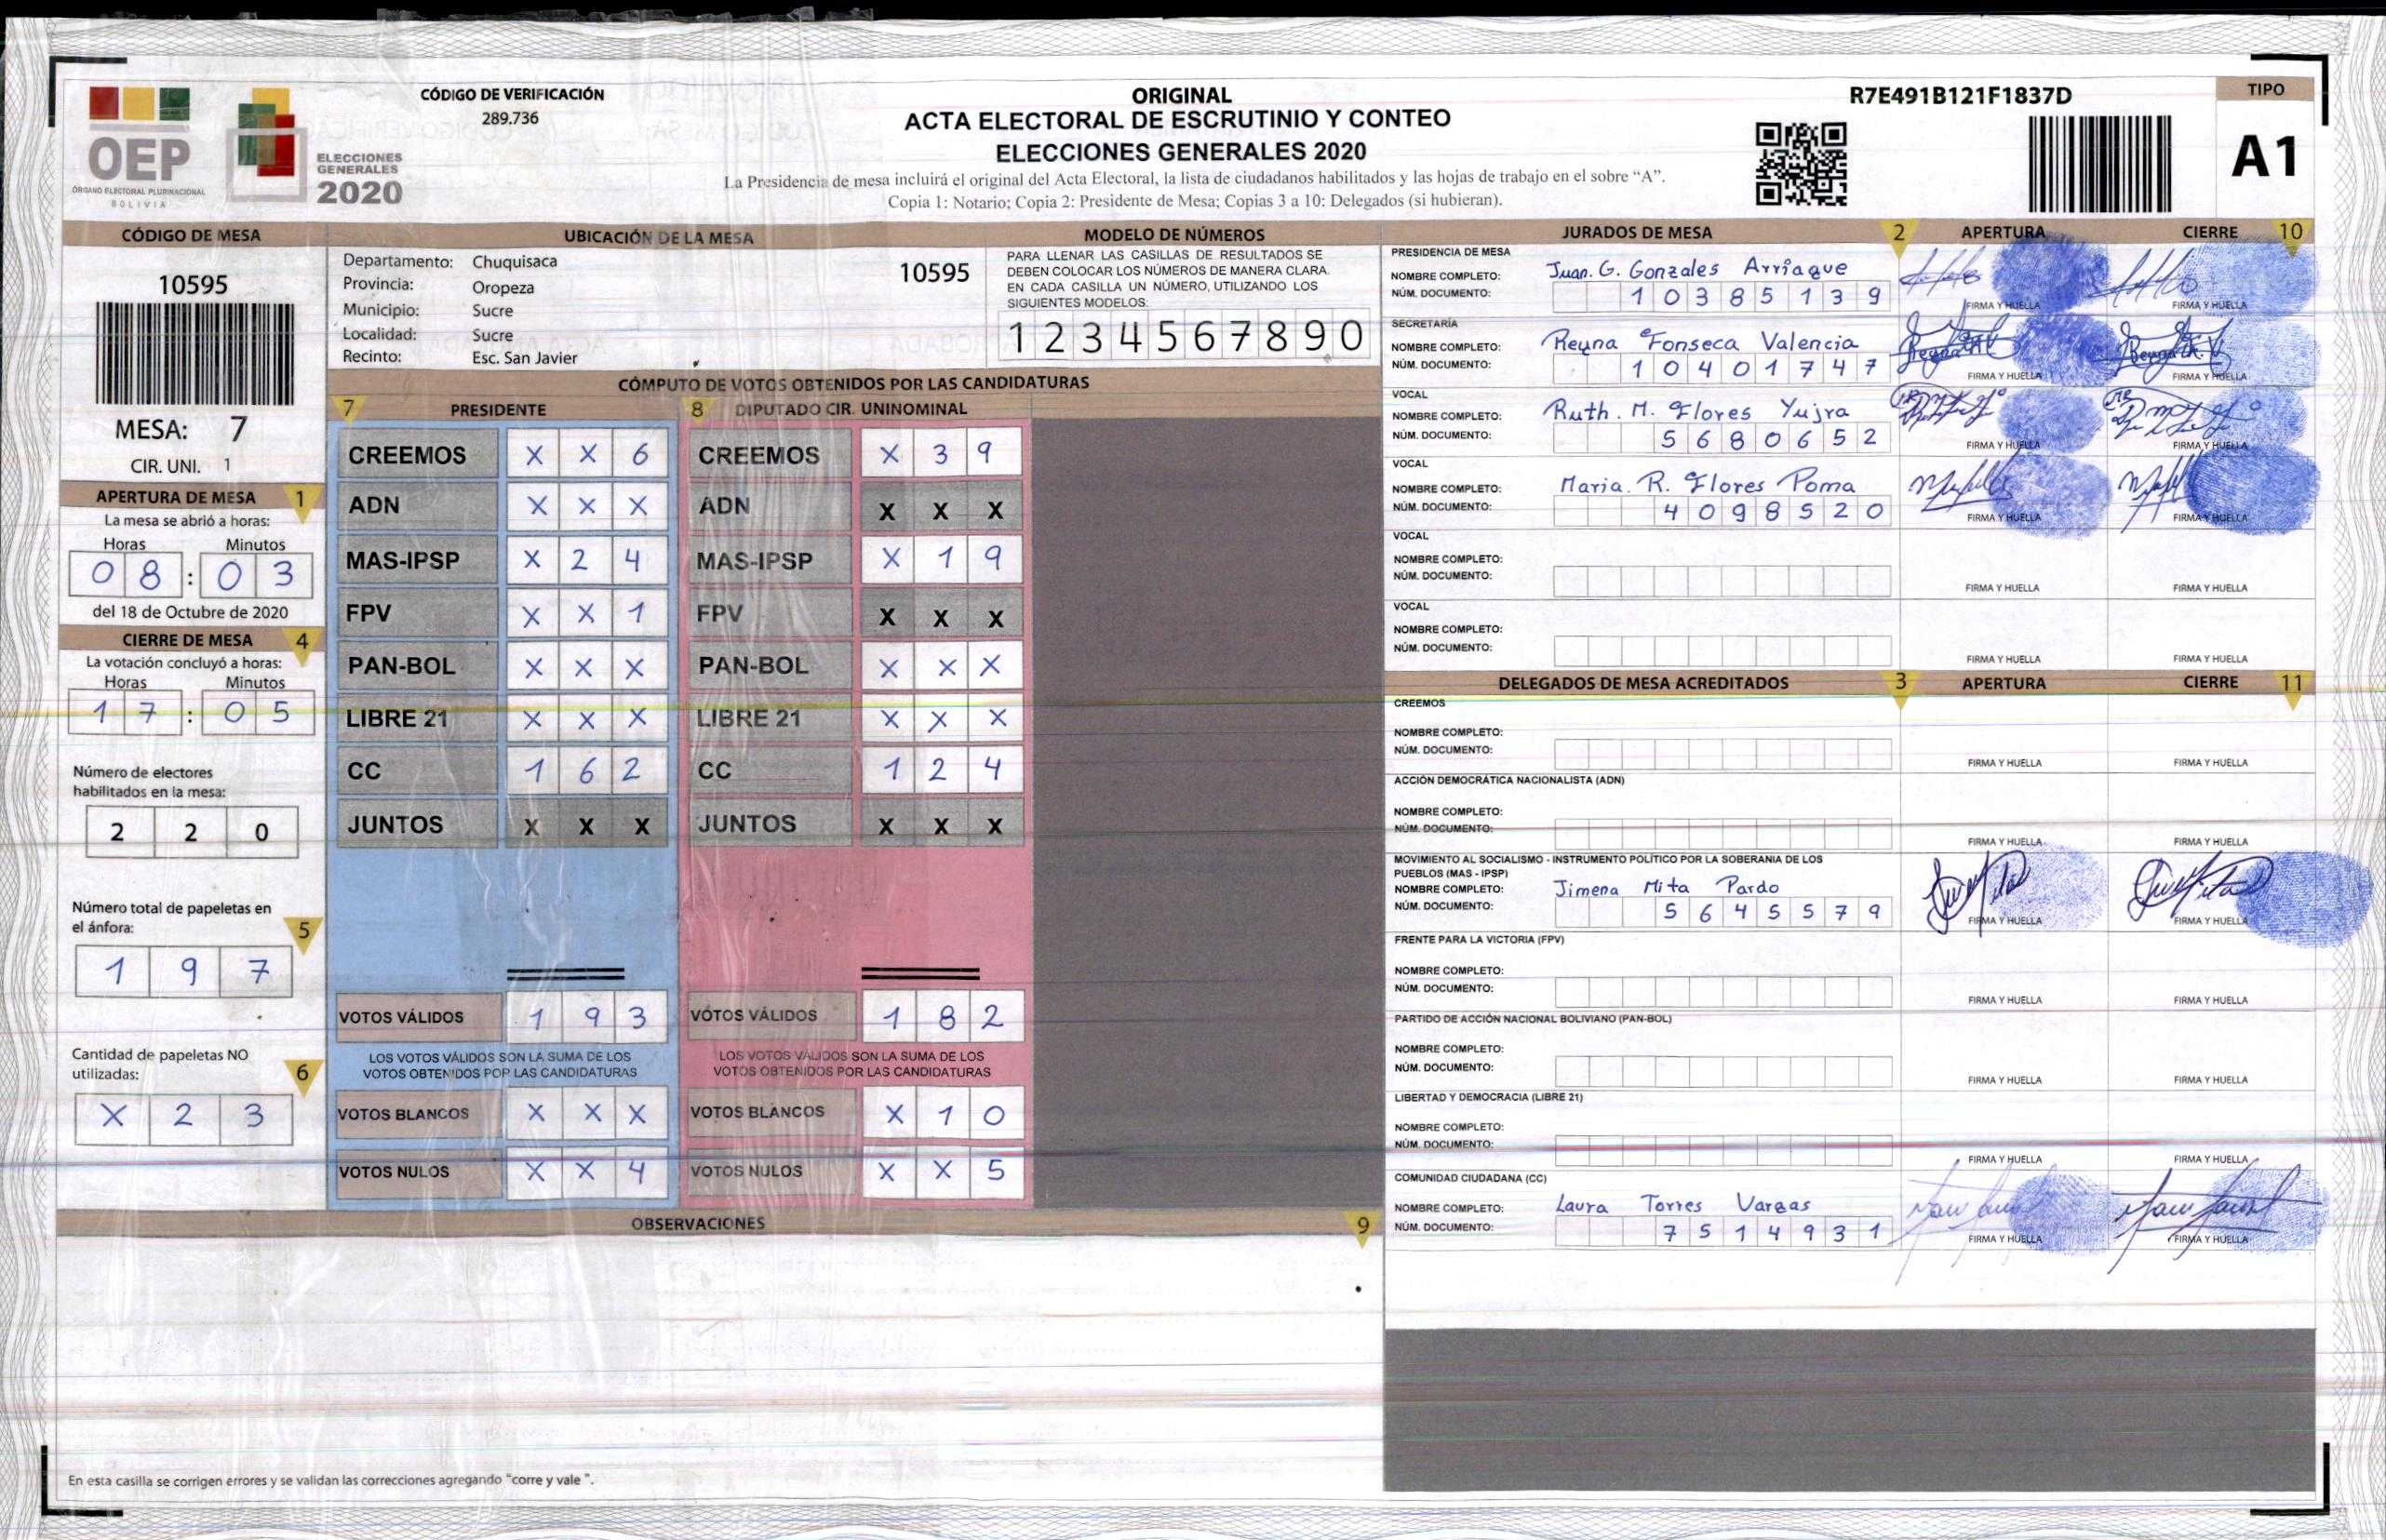 OEP
ÓRGANO ELECTORAL PLURINACIONAL
BOLIVIA
ELECCIONES
GENERALES
2020
CÓDIGO DE VERIFICACIÓN
289.736
ORIGINAL
ACTA ELECTORAL DE ESCRUTINIO Y CONTEO
ELECCIONES GENERALES 2020
La Presidencia de mesa incluirá el original del Acta Electoral, la lista de ciudadanos habilitados y las hojas de trabajo en el sobre “A”.
Copia 1: Notario; Copia 2: Presidente de Mesa; Copias 3 a 10: Delegados (si hubieran).
R7E491B121F1837D
TIPO
A1
CÓDIGO DE MESA
10595
MESA: 7
CIR. UNI. 1
APERTURA DE MESA 1
La mesa se abrió a horas:
Horas Minutos
0 8 : 0 3
del 18 de Octubre de 2020
CIERRE DE MESA 4
La votación concluyó a horas:
Horas Minutos
1 7 : 0 5
Número de electores
habilitados en la mesa:
2 2 0
Número total de papeletas en
el ánfora: 5
1 9 7
Cantidad de papeletas NO
utilizadas: 6
X 2 3
UBICACIÓN DE LA MESA
Departamento: Chuquisaca
Provincia: Oropeza
Municipio: Sucre
Localidad: Sucre
Recinto: Esc. San Javier
10595
MODELO DE NÚMEROS
PARA LLENAR LAS CASILLAS DE RESULTADOS SE
DEBEN COLOCAR LOS NÚMEROS DE MANERA CLARA.
EN CADA CASILLA UN NÚMERO, UTILIZANDO LOS
SIGUIENTES MODELOS:
1 2 3 4 5 6 7 8 9 0
CÓMPUTO DE VOTOS OBTENIDOS POR LAS CANDIDATURAS
7 PRESIDENTE
CREEMOS X X 6
ADN X X X
MAS-IPSP X 2 4
FPV X X 1
PAN-BOL X X X
LIBRE 21 X X X
CC 1 6 2
JUNTOS X X X
VOTOS VÁLIDOS 1 9 3
LOS VOTOS VÁLIDOS SON LA SUMA DE LOS
VOTOS OBTENIDOS POR LAS CANDIDATURAS
VOTOS BLANCOS X X X
VOTOS NULOS X X 4
8 DIPUTADO CIR. UNINOMINAL
CREEMOS X 3 9
ADN X X X
MAS-IPSP X 1 9
FPV X X X
PAN-BOL X X X
LIBRE 21 X X X
CC 1 2 4
JUNTOS X X X
VOTOS VÁLIDOS 1 8 2
LOS VOTOS VÁLIDOS SON LA SUMA DE LOS
VOTOS OBTENIDOS POR LAS CANDIDATURAS
VOTOS BLANCOS X 1 0
VOTOS NULOS X X 5
OBSERVACIONES 9
En esta casilla se corrigen errores y se validan las correcciones agregando “corre y vale ”.
JURADOS DE MESA 2 APERTURA CIERRE 10
PRESIDENCIA DE MESA
NOMBRE COMPLETO: Juan. G. Gonzales Arriaque
NÚM. DOCUMENTO: 1 0 3 8 5 1 3 9
FIRMA Y HUELLA FIRMA Y HUELLA
SECRETARÍA
NOMBRE COMPLETO: Reyna Fonseca Valencia
NÚM. DOCUMENTO: 1 0 4 0 1 7 4 7
FIRMA Y HUELLA FIRMA Y HUELLA
VOCAL
NOMBRE COMPLETO: Ruth. M. Flores Yujra
NÚM. DOCUMENTO: 5 6 8 0 6 5 2
FIRMA Y HUELLA FIRMA Y HUELLA
VOCAL
NOMBRE COMPLETO: Maria. R. Flores Poma
NÚM. DOCUMENTO: 4 0 9 8 5 2 0
FIRMA Y HUELLA FIRMA Y HUELLA
VOCAL
NOMBRE COMPLETO:
NÚM. DOCUMENTO:
FIRMA Y HUELLA FIRMA Y HUELLA
VOCAL
NOMBRE COMPLETO:
NÚM. DOCUMENTO:
FIRMA Y HUELLA FIRMA Y HUELLA
DELEGADOS DE MESA ACREDITADOS 3 APERTURA CIERRE 11
CREEMOS
NOMBRE COMPLETO:
NÚM. DOCUMENTO:
FIRMA Y HUELLA FIRMA Y HUELLA
ACCIÓN DEMOCRÁTICA NACIONALISTA (ADN)
NOMBRE COMPLETO:
NÚM. DOCUMENTO:
FIRMA Y HUELLA FIRMA Y HUELLA
MOVIMIENTO AL SOCIALISMO - INSTRUMENTO POLÍTICO POR LA SOBERANIA DE LOS
PUEBLOS (MAS - IPSP)
NOMBRE COMPLETO: Jimena Mita Pardo
NÚM. DOCUMENTO: 5 6 4 5 5 7 9
FIRMA Y HUELLA FIRMA Y HUELLA
FRENTE PARA LA VICTORIA (FPV)
NOMBRE COMPLETO:
NÚM. DOCUMENTO:
FIRMA Y HUELLA FIRMA Y HUELLA
PARTIDO DE ACCIÓN NACIONAL BOLIVIANO (PAN-BOL)
NOMBRE COMPLETO:
NÚM. DOCUMENTO:
FIRMA Y HUELLA FIRMA Y HUELLA
LIBERTAD Y DEMOCRACIA (LIBRE 21)
NOMBRE COMPLETO:
NÚM. DOCUMENTO:
FIRMA Y HUELLA FIRMA Y HUELLA
COMUNIDAD CIUDADANA (CC)
NOMBRE COMPLETO: Laura Torres Vargas
NÚM. DOCUMENTO: 7 5 1 4 9 3 1
FIRMA Y HUELLA FIRMA Y HUELLA